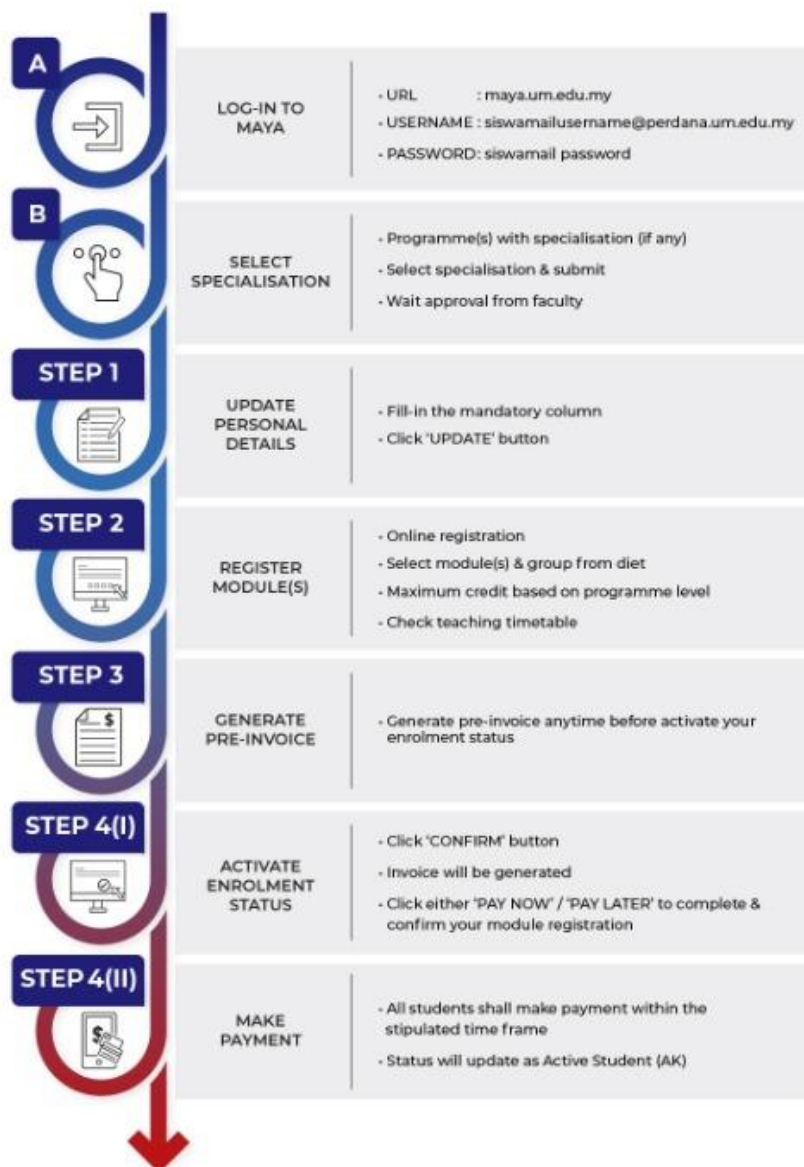 A
LOG-IN TO
MAYA
• URL : maya.um.edu.my
• USERNAME : siswamailusername@perdana.um.edu.my
• PASSWORD : siswamail password
B
SELECT
SPECIALISATION
• Programme(s) with specialisation (if any)
• Select specialisation & submit
• Wait approval from faculty
STEP 1
UPDATE
PERSONAL
DETAILS
• Fill-in the mandatory column
• Click 'UPDATE' button
STEP 2
REGISTER
MODULE(S)
• Online registration
• Select module(s) & group from diet
• Maximum credit based on programme level
• Check teaching timetable
STEP 3
$
GENERATE
PRE-INVOICE
• Generate pre-invoice anytime before activate your
enrolment status
STEP 4(I)
ACTIVATE
ENROLMENT
STATUS
• Click 'CONFIRM' button
• Invoice will be generated
• Click either 'PAY NOW' / 'PAY LATER' to complete &
confirm your module registration
STEP 4(II)
$
MAKE
PAYMENT
• All students shall make payment within the
stipulated time frame
• Status will update as Active Student (AK)